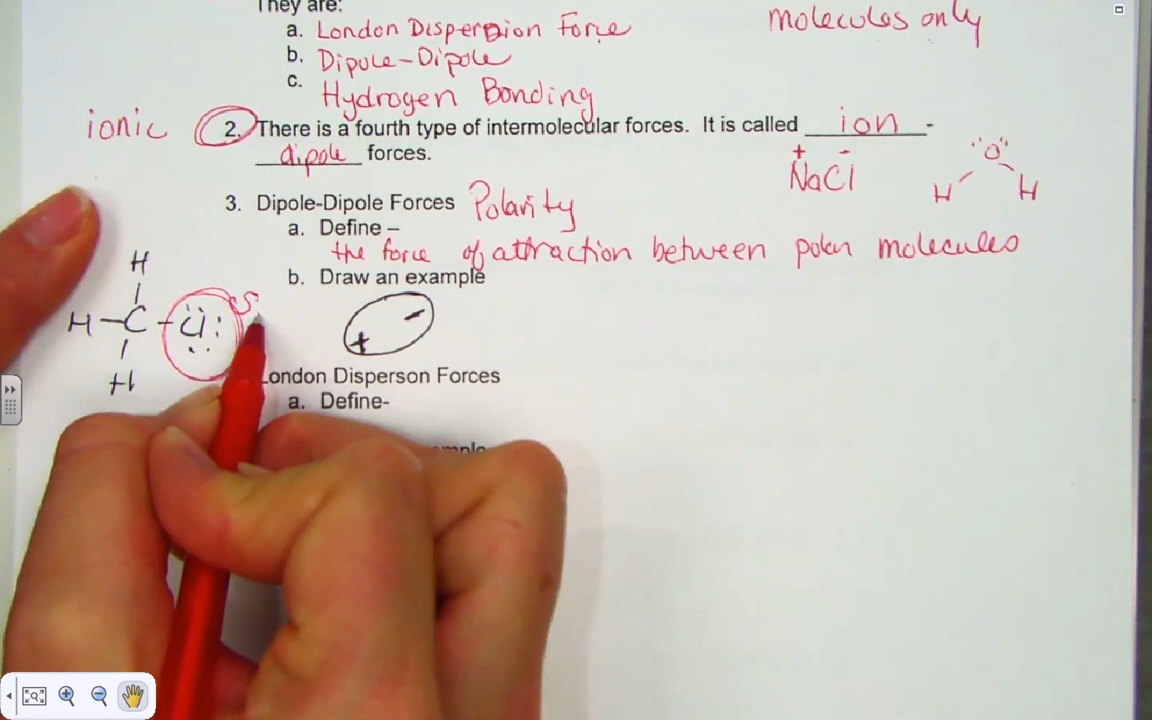 They are:
a. London Dispersion Force
molecules only
b. Dipole-Dipole
c. Hydrogen Bonding
ionic 2. There is a fourth type of intermolecular forces. It is called ion -
dipole forces.
+ -
NaCl
O
H H
3. Dipole-Dipole Forces Polarity
a. Define –
the force of attraction between polar molecules
b. Draw an example
H
H-C-Cl
H
+ -
London Disperson Forces
a. Define-